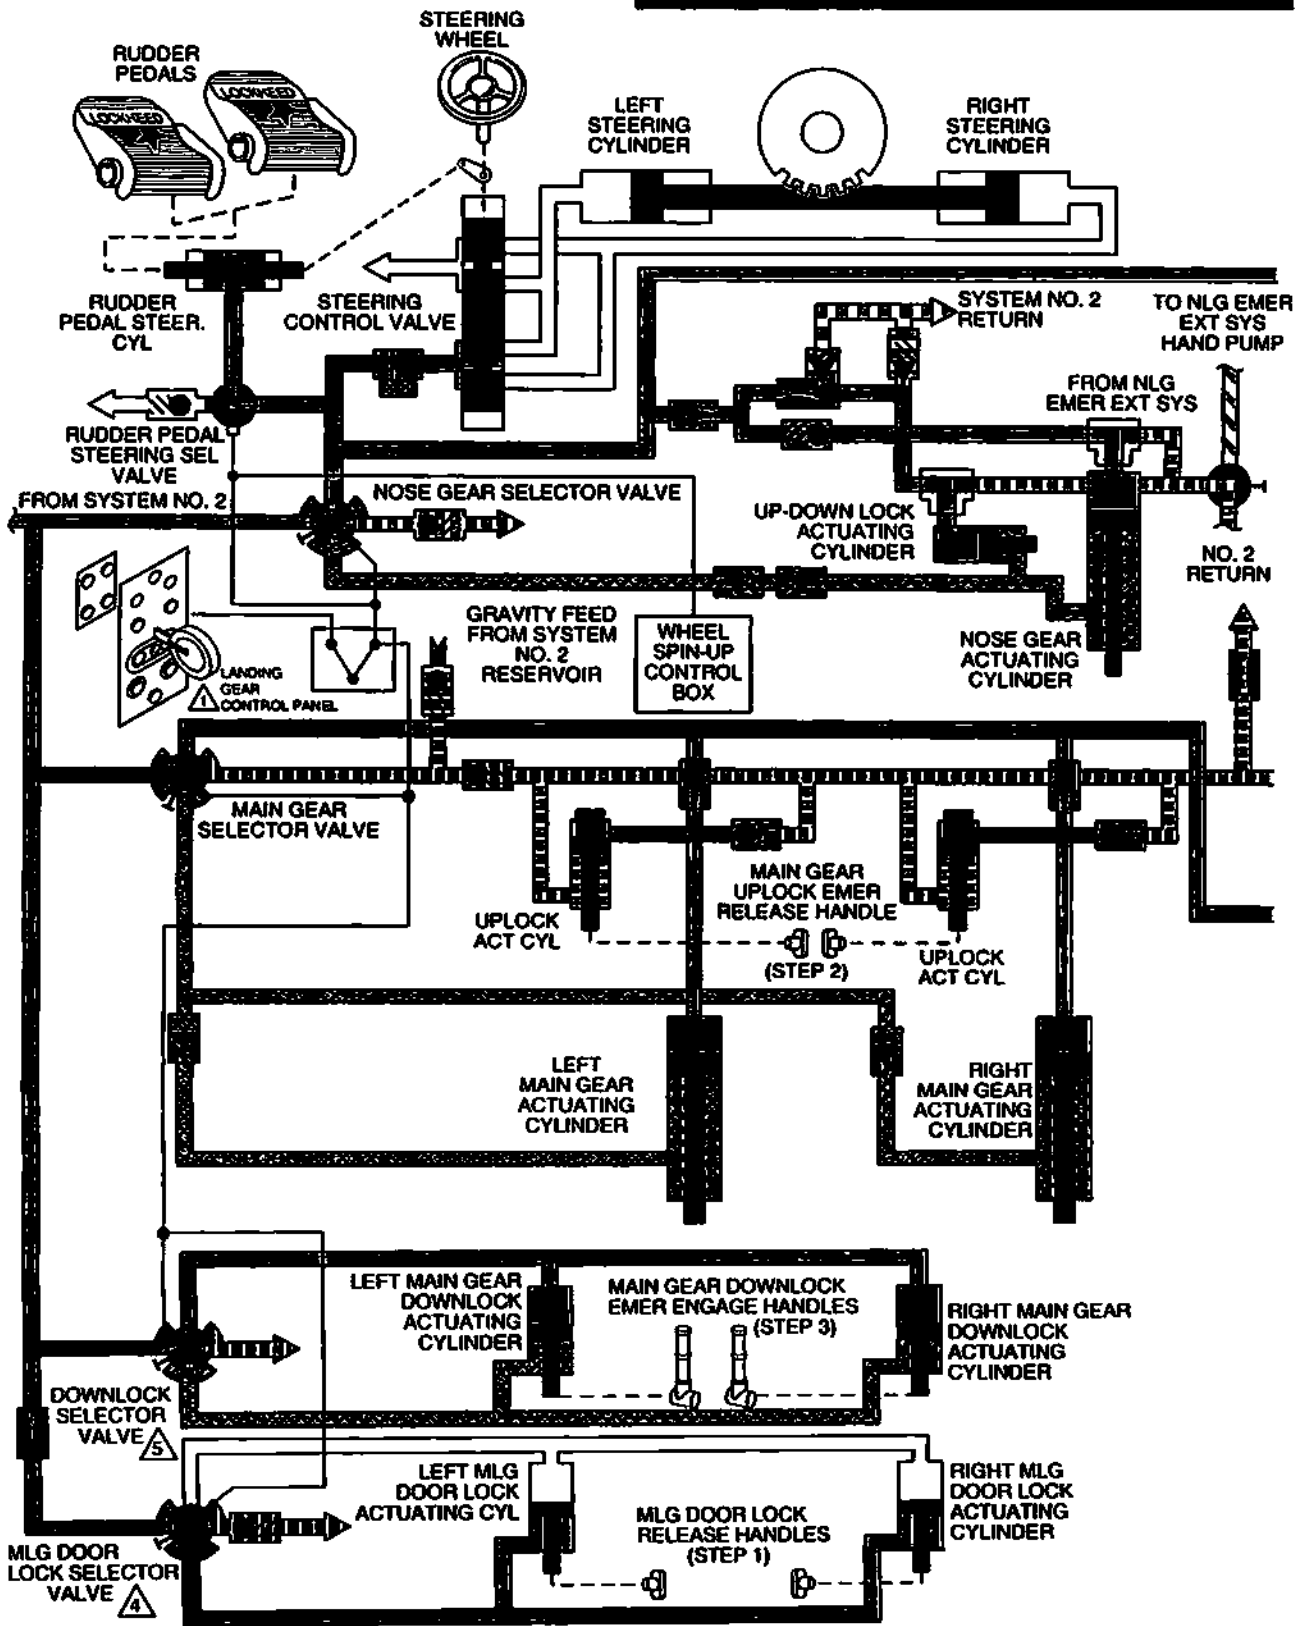 STEERING
WHEEL
RUDDER
PEDALS
LOCKHEED
LOCKHEED
LEFT
STEERING
CYLINDER
RIGHT
STEERING
CYLINDER
RUDDER
PEDAL STEER.
CYL
STEERING
CONTROL VALVE
SYSTEM NO. 2
RETURN
TO NLG EMER
EXT SYS
HAND PUMP
FROM NLG
EMER EXT SYS
RUDDER PEDAL
STEERING SEL
VALVE
FROM SYSTEM NO. 2
NOSE GEAR SELECTOR VALVE
UP-DOWN LOCK
ACTUATING
CYLINDER
NO. 2
RETURN
GRAVITY FEED
FROM SYSTEM
NO. 2
RESERVOIR
WHEEL
SPIN-UP
CONTROL
BOX
NOSE GEAR
ACTUATING
CYLINDER
1
LANDING
GEAR
CONTROL PANEL
MAIN GEAR
SELECTOR VALVE
MAIN GEAR
UPLOCK EMER
RELEASE HANDLE
(STEP 2)
UPLOCK
ACT CYL
UPLOCK
ACT CYL
LEFT
MAIN GEAR
ACTUATING
CYLINDER
RIGHT
MAIN GEAR
ACTUATING
CYLINDER
LEFT MAIN GEAR
DOWNLOCK
ACTUATING
CYLINDER
MAIN GEAR DOWNLOCK
EMER ENGAGE HANDLES
(STEP 3)
RIGHT MAIN GEAR
DOWNLOCK
ACTUATING
CYLINDER
DOWNLOCK
SELECTOR
VALVE 5
LEFT MLG
DOOR LOCK
ACTUATING CYL
MLG DOOR LOCK
RELEASE HANDLES
(STEP 1)
RIGHT MLG
DOOR LOCK
ACTUATING
CYLINDER
MLG DOOR
LOCK SELECTOR
VALVE 4